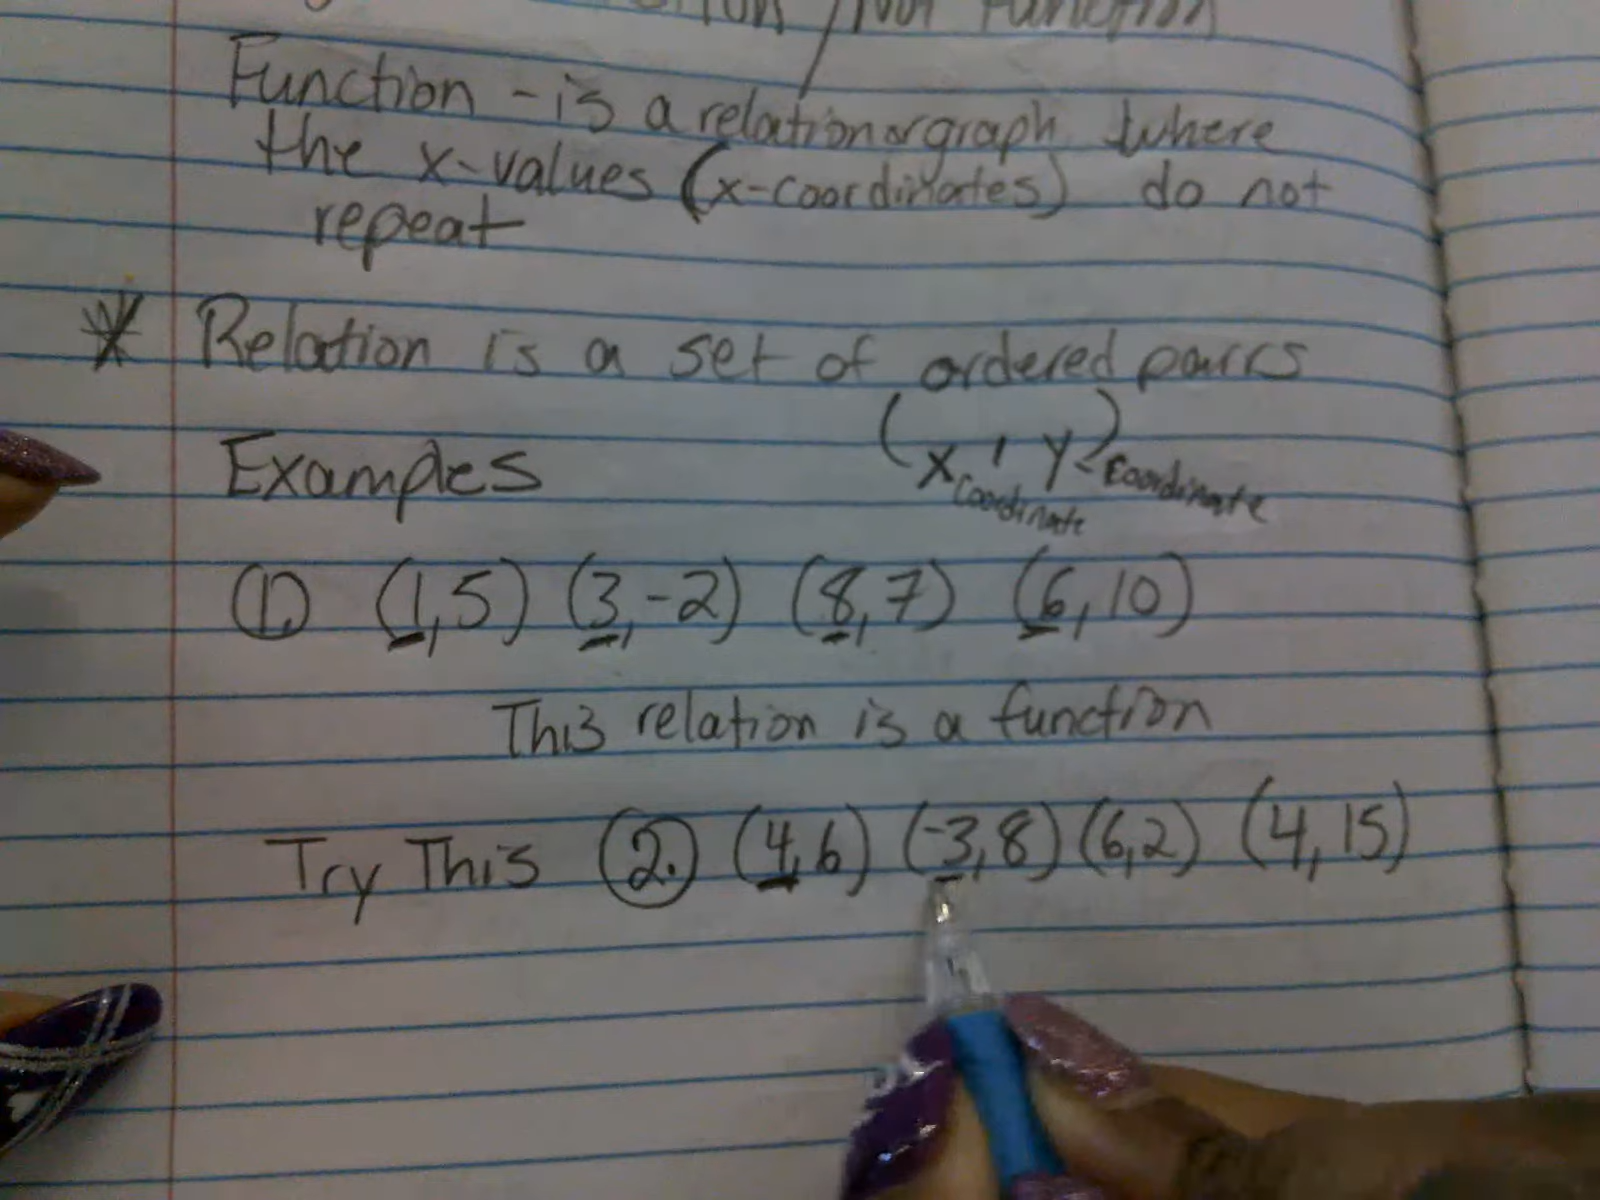 /Not Function
Function - is a relation or graph where
the x-values (x-coordinates) do not
repeat
* Relation is a set of ordered pairs
(x, y)
coordinate coordinate
Examples
1. (1,5) (3,-2) (8,7) (6,10)
This relation is a function
Try This 2. (4,6) (-3,8) (6,2) (4,15)